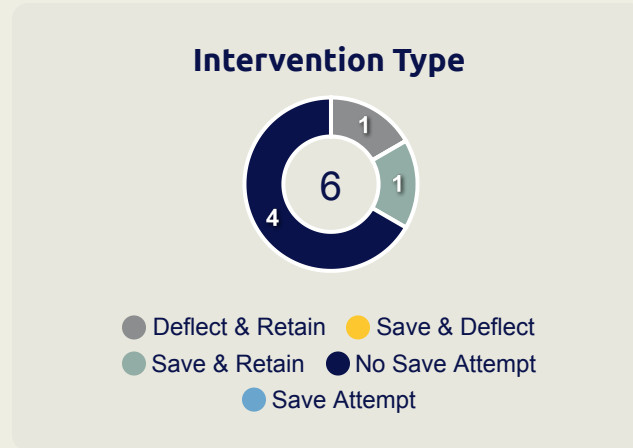 Intervention Type
1
1
6
4
Deflect & Retain Save & Deflect
Save & Retain No Save Attempt
Save Attempt